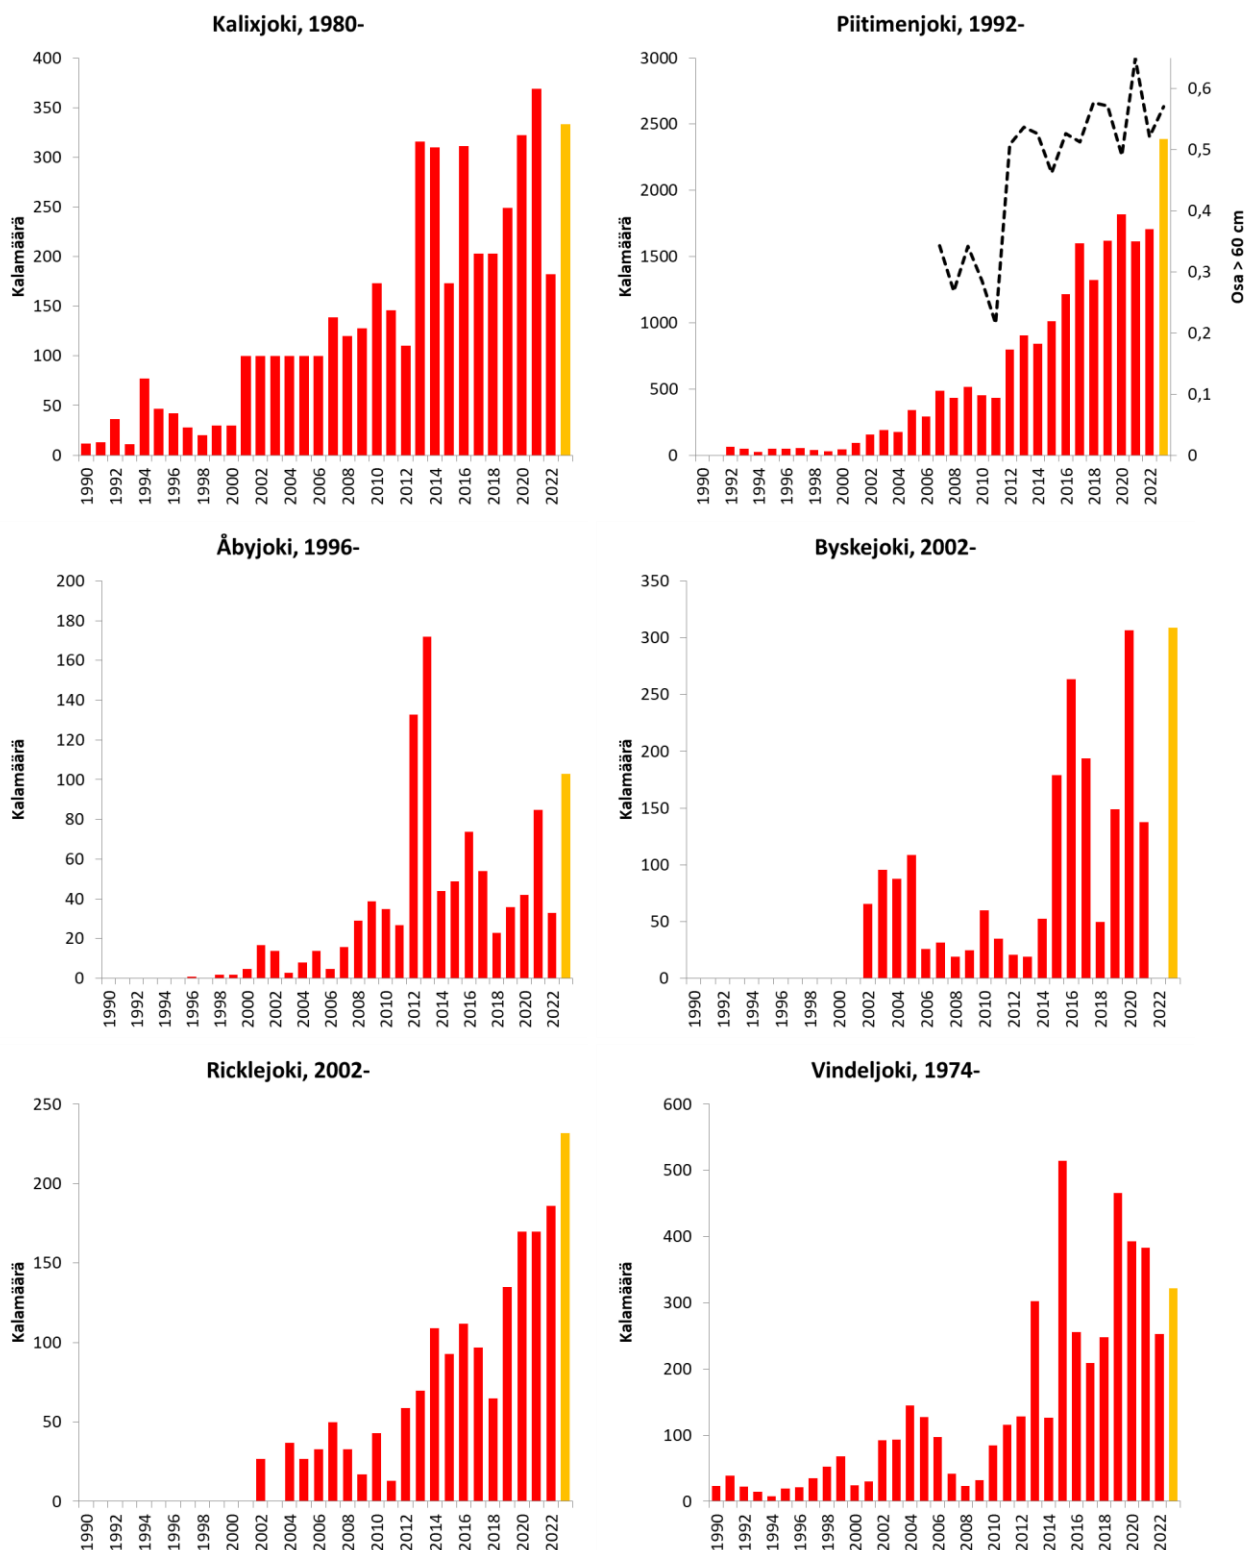 Kalixjoki, 1980-
400
350
300
250
200
150
100
50
0
Kalamäärä
1990 1992 1994 1996 1998 2000 2002 2004 2006 2008 2010 2012 2014 2016 2018 2020 2022
Piitimenjoki, 1992-
3000
2500
2000
1500
1000
500
0
Kalamäärä
0,6
0,5
0,4
0,3
0,2
0,1
0
Osa > 60 cm
1990 1992 1994 1996 1998 2000 2002 2004 2006 2008 2010 2012 2014 2016 2018 2020 2022
Åbyjoki, 1996-
200
180
160
140
120
100
80
60
40
20
0
Kalamäärä
1990 1992 1994 1996 1998 2000 2002 2004 2006 2008 2010 2012 2014 2016 2018 2020 2022
Byskejoki, 2002-
350
300
250
200
150
100
50
0
Kalamäärä
1990 1992 1994 1996 1998 2000 2002 2004 2006 2008 2010 2012 2014 2016 2018 2020 2022
Ricklejoki, 2002-
250
200
150
100
50
0
Kalamäärä
1990 1992 1994 1996 1998 2000 2002 2004 2006 2008 2010 2012 2014 2016 2018 2020 2022
Vindeljoki, 1974-
600
500
400
300
200
100
0
Kalamäärä
1990 1992 1994 1996 1998 2000 2002 2004 2006 2008 2010 2012 2014 2016 2018 2020 2022